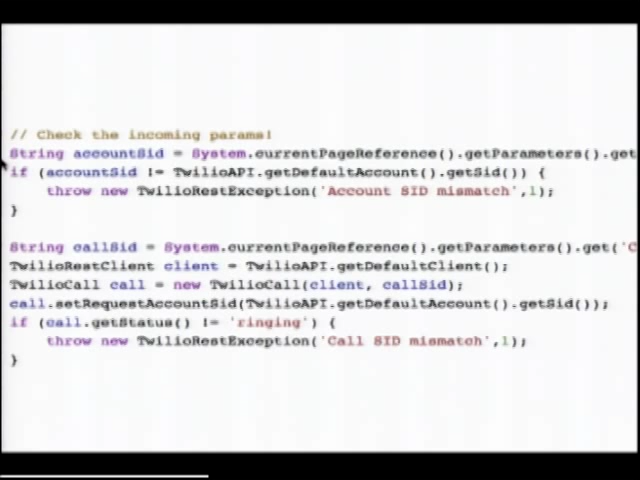 // Check the incoming params!
String accountSid = System.currentPageReference().getParameters().get
if (accountSid != TwilioAPI.getDefaultAccount().getSid()) {
throw new TwilioRestException('Account SID mismatch',1);
}
String callSid = System.currentPageReference().getParameters().get('C
TwilioRestClient client = TwilioAPI.getDefaultClient();
TwilioCall call = new TwilioCall(client, callSid);
call.setRequestAccountSid(TwilioAPI.getDefaultAccount().getSid());
if (call.getStatus() != 'ringing') {
throw new TwilioRestException('Call SID mismatch',1);
}